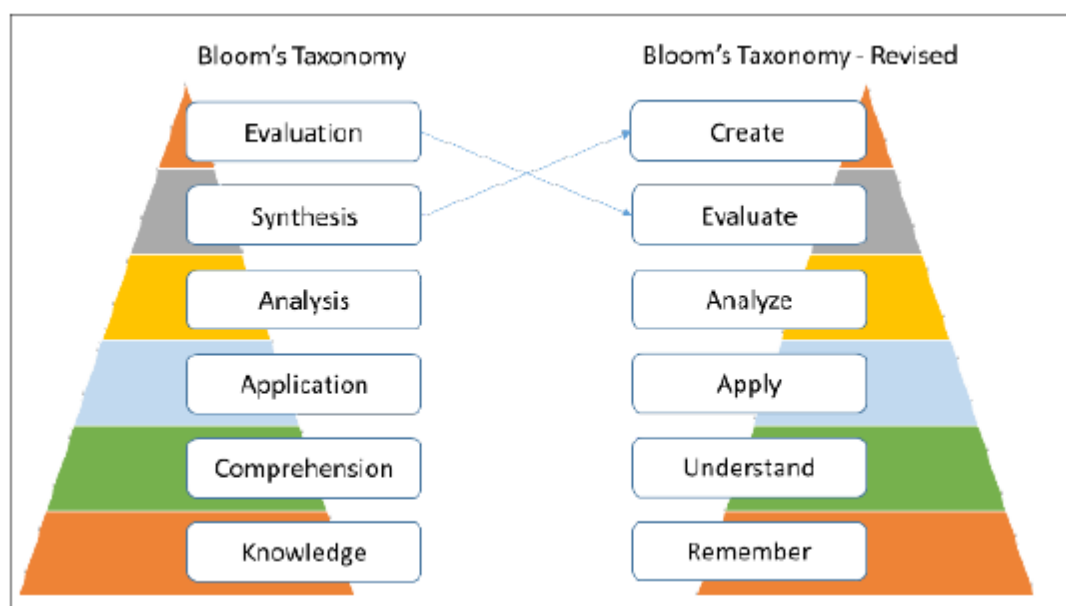 Bloom's Taxonomy
Bloom's Taxonomy - Revised
Evaluation
Create
Synthesis
Evaluate
Analysis
Analyze
Application
Apply
Comprehension
Understand
Knowledge
Remember